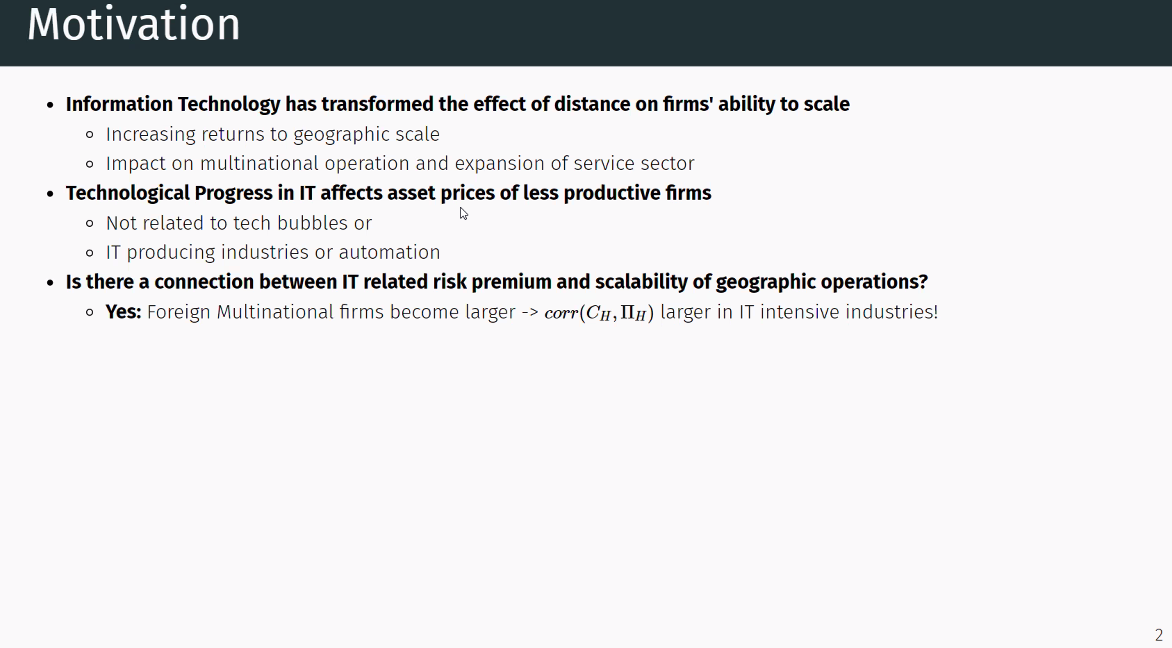 Motivation
• Information Technology has transformed the effect of distance on firms' ability to scale
∘ Increasing returns to geographic scale
∘ Impact on multinational operation and expansion of service sector
• Technological Progress in IT affects asset prices of less productive firms
∘ Not related to tech bubbles or
∘ IT producing industries or automation
• Is there a connection between IT related risk premium and scalability of geographic operations?
∘ Yes: Foreign Multinational firms become larger -> corr(C_H, Π_H) larger in IT intensive industries!
2